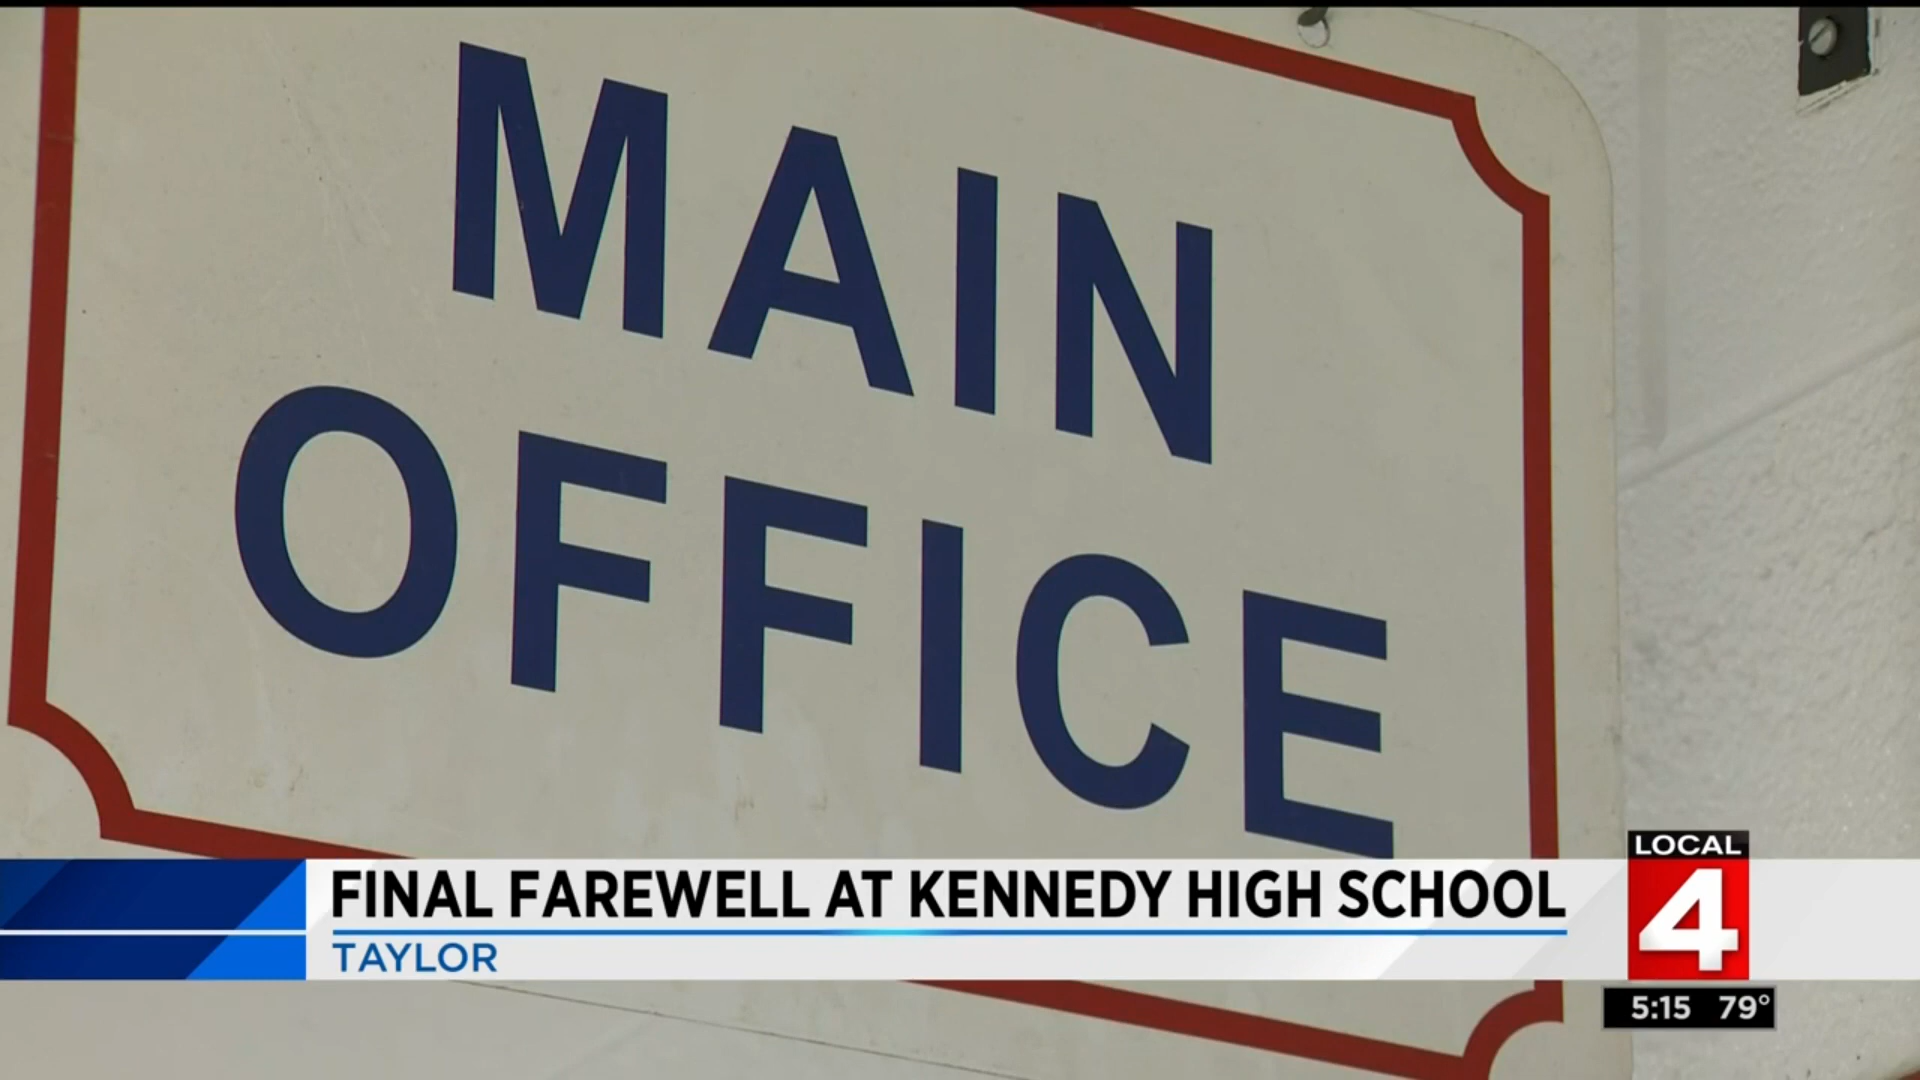 MAIN
OFFICE
FINAL FAREWELL AT KENNEDY HIGH SCHOOL
TAYLOR
LOCAL
4
5:15 79°